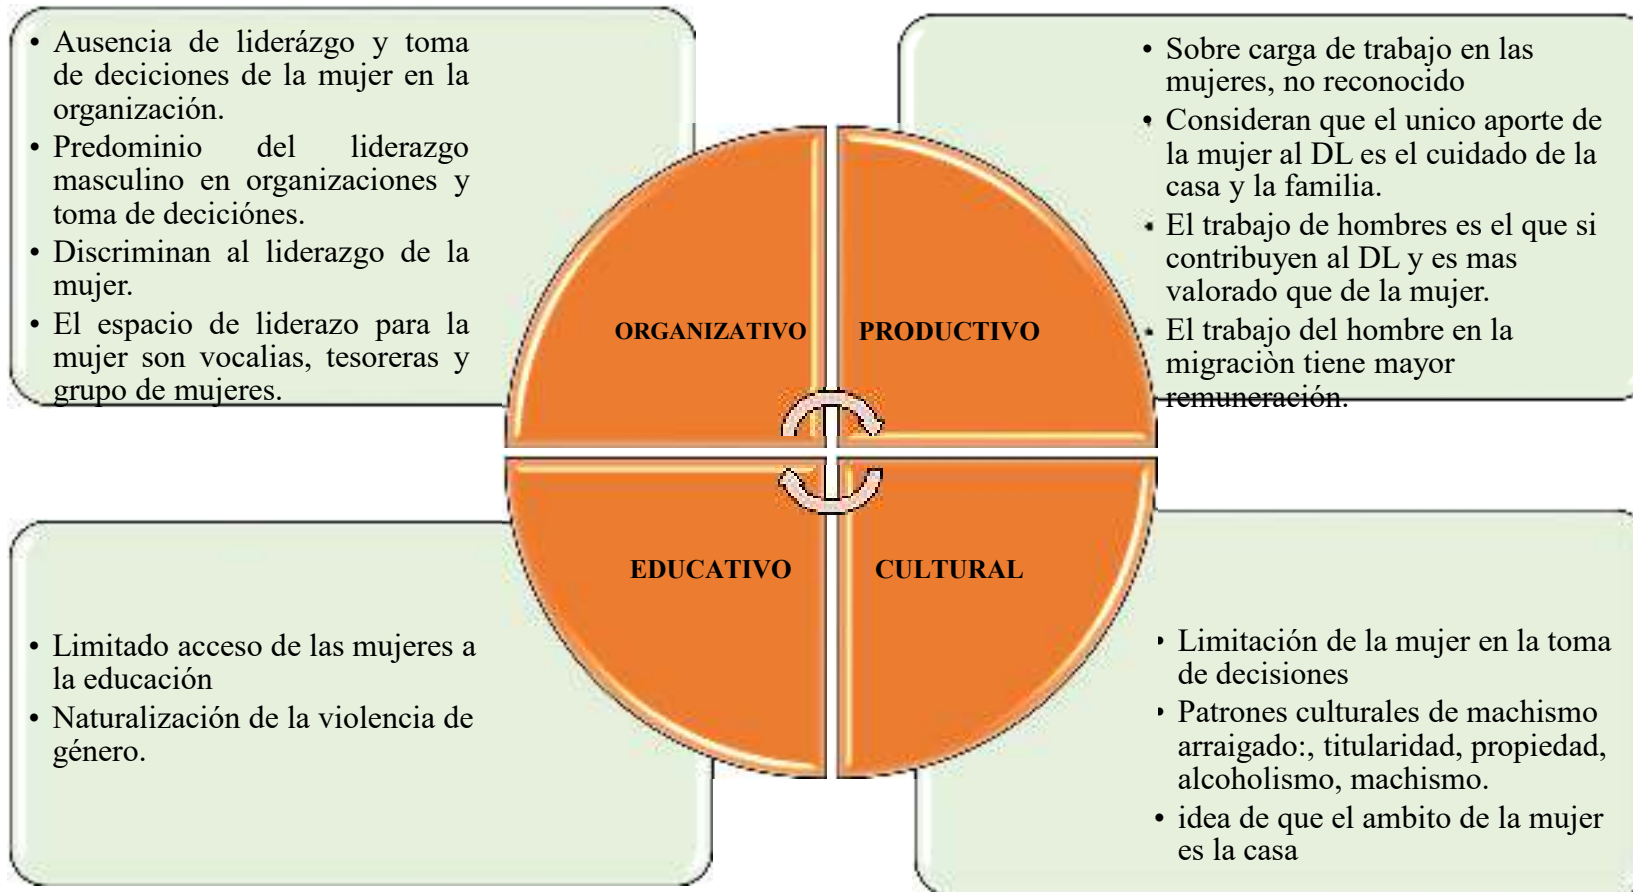 • Ausencia de liderázgo y toma
de deciciones de la mujer en la
organización.
• Predominio del liderazgo
masculino en organizaciones y
toma de deciciónes.
• Discriminan al liderazgo de la
mujer.
• El espacio de liderazo para la
mujer son vocalias, tesoreras y
grupo de mujeres.
• Sobre carga de trabajo en las
mujeres, no reconocido
• Consideran que el unico aporte de
la mujer al DL es el cuidado de la
casa y la familia.
• El trabajo de hombres es el que si
contribuyen al DL y es mas
valorado que de la mujer.
• El trabajo del hombre en la
migraciòn tiene mayor
remuneración.
ORGANIZATIVO
PRODUCTIVO
EDUCATIVO
CULTURAL
• Limitado acceso de las mujeres a
la educación
• Naturalización de la violencia de
género.
• Limitación de la mujer en la toma
de decisiones
• Patrones culturales de machismo
arraigado:, titularidad, propiedad,
alcoholismo, machismo.
• idea de que el ambito de la mujer
es la casa